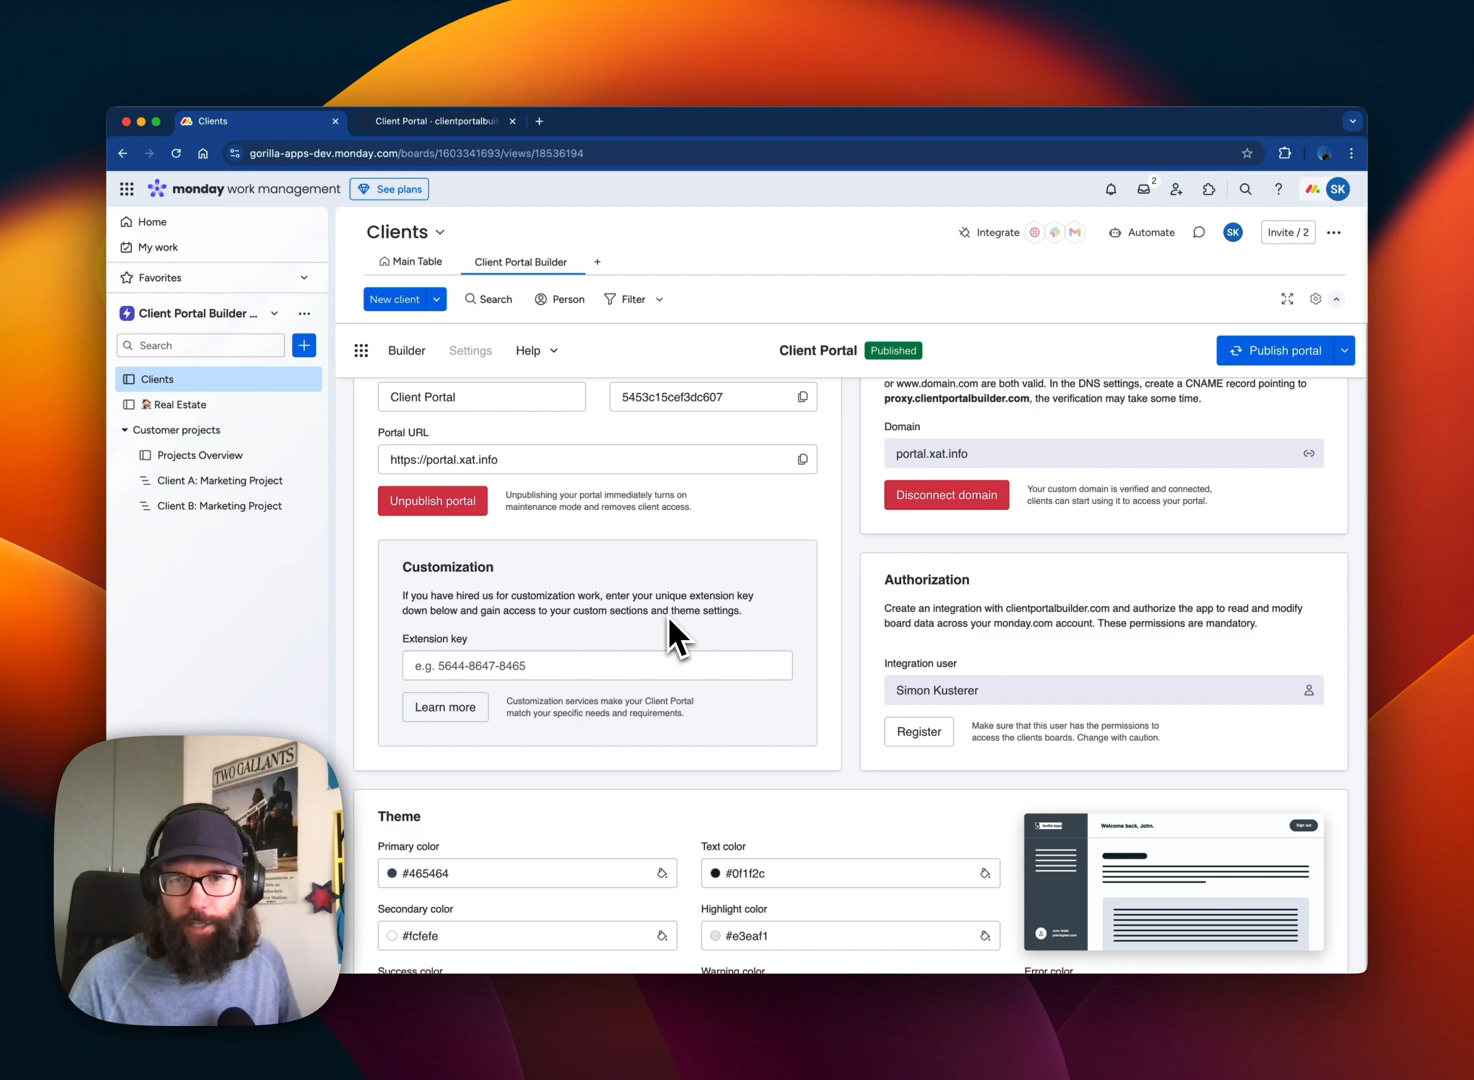 Clients
Client Portal - clientportalbuil
gorilla-apps-dev.monday.com/boards/1603341693/views/18536194
monday work management
See plans
2
SK
Home
My work
Favorites
Client Portal Builder ...
Search
Clients
Real Estate
Customer projects
Projects Overview
Client A: Marketing Project
Client B: Marketing Project
Clients
Integrate
Automate
SK
Invite / 2
Main Table
Client Portal Builder
New client
Search
Person
Filter
Builder
Settings
Help
Client Portal
Published
Publish portal
Client Portal
5453c15cef3dc607
Portal URL
https://portal.xat.info
Unpublish portal
Unpublishing your portal immediately turns on
maintenance mode and removes client access.
Customization
If you have hired us for customization work, enter your unique extension key
down below and gain access to your custom sections and theme settings.
Extension key
e.g. 5644-8647-8465
Learn more
Customization services make your Client Portal
match your specific needs and requirements.
or www.domain.com are both valid. In the DNS settings, create a CNAME record pointing to
proxy.clientportalbuilder.com, the verification may take some time.
Domain
portal.xat.info
Disconnect domain
Your custom domain is verified and connected,
clients can start using it to access your portal.
Authorization
Create an integration with clientportalbuilder.com and authorize the app to read and modify
board data across your monday.com account. These permissions are mandatory.
Integration user
Simon Kusterer
Register
Make sure that this user has the permissions to
access the clients boards. Change with caution.
Theme
Primary color
#465464
Text color
#0f1f2c
Secondary color
#fcfefe
Highlight color
#e3eaf1
Success color
Warning color
Error color
Welcome back, John.
Sign out
TWO GALLANTS